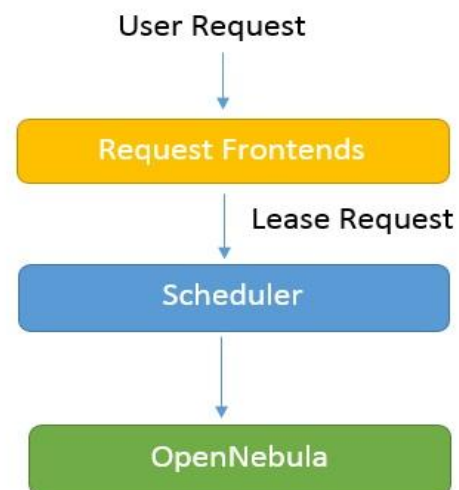 User Request
Request Frontends
Lease Request
Scheduler
OpenNebula